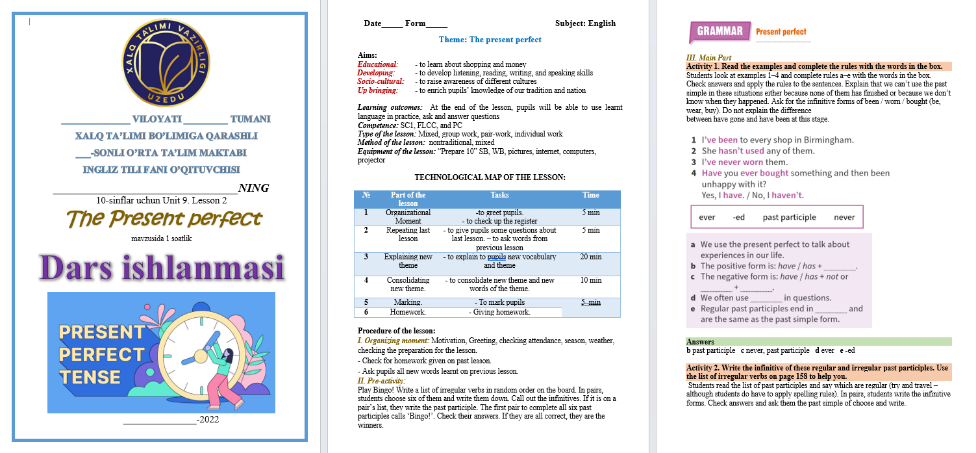 XALQ TALIMI VAZIRLIGI
UZEDU
____________ VILOYATI ________ TUMANI
XALQ TA’LIMI BO’LIMIGA QARASHLI
___-SONLI O’RTA TA’LIM MAKTABI
INGLIZ TILI FANI O’QITUVCHISI
______________________________NING
10-sinflar uchun Unit 9. Lesson 2
The Present perfect
mavzusida 1 soatlik
Dars ishlanmasi
PRESENT
PERFECT
TENSE
________________-2022
Date_____ Form_____ Subject: English
Theme: The present perfect
Aims:
Educational: - to learn about shopping and money
Developing: - to develop listening, reading, writing, and speaking skills
Socio-cultural: - to raise awareness of different cultures
Up bringing: - to enrich pupils’ knowledge of our tradition and nation
Learning outcomes: At the end of the lesson, pupils will be able to use learnt
language in practice, ask and answer questions
Competence: SC1, FLCC, and PC
Type of the lesson: Mixed, group work, pair-work, individual work
Method of the lesson: nontraditional, mixed
Equipment of the lesson: “Prepare 10” SB, WB, pictures, internet, computers,
projector
TECHNOLOGICAL MAP OF THE LESSON:
№ Part of the lesson Tasks Time
1 Organizational Moment -to greet pupils. - to check up the register 5 min
2 Repeating last lesson - to give pupils some questions about last lesson. – to ask words from previous lesson 5 min
3 Explaining new theme - to explain to pupils new vocabulary and theme 20 min
4 Consolidating new theme. - to consolidate new theme and new words of the theme. 10 min
5 Marking. - To mark pupils 5 min
6 Homework. - Giving homework.
Procedure of the lesson:
I. Organizing moment: Motivation, Greeting, checking attendance, season, weather,
checking the preparation for the lesson.
- Check for homework given on past lesson.
- Ask pupils all new words learnt on previous lesson.
II. Pre-activity:
Play Bingo! Write a list of irregular verbs in random order on the board. In pairs,
students choose six of them and write them down. Call out the infinitives. If it is on a
pair’s list, they write the past participle. The first pair to complete all six past
participles calls ‘Bingo!’. Check their answers. If they are all correct, they are the
winners.
GRAMMAR Present perfect
III. Main Part
Activity 1. Read the examples and complete the rules with the words in the box.
Students look at examples 1–4 and complete rules a–e with the words in the box.
Check answers and apply the rules to the sentences. Explain that we can’t use the past
simple in these situations either because none of them has finished or because we don’t
know when they happened. Ask for the infinitive forms of been / worn / bought (be,
wear, buy). Do not explain the difference
between have gone and have been at this stage.
1 I’ve been to every shop in Birmingham.
2 She hasn’t used any of them.
3 I’ve never worn them.
4 Have you ever bought something and then been
unhappy with it?
Yes, I have. / No, I haven’t.
ever -ed past participle never
a We use the present perfect to talk about
experiences in our life.
b The positive form is: have / has + _______.
c The negative form is: have / has + not or
_______ + _______.
d We often use _______ in questions.
e Regular past participles end in _______ and
are the same as the past simple form.
Answers
b past participle c never, past participle d ever e -ed
Activity 2. Write the infinitive of these regular and irregular past participles. Use
the list of irregular verbs on page 158 to help you.
Students read the list of past participles and say which are regular (try and travel –
although students do have to apply spelling rules). In pairs, students write the infinitive
forms. Check answers and ask them the past simple of choose and write.